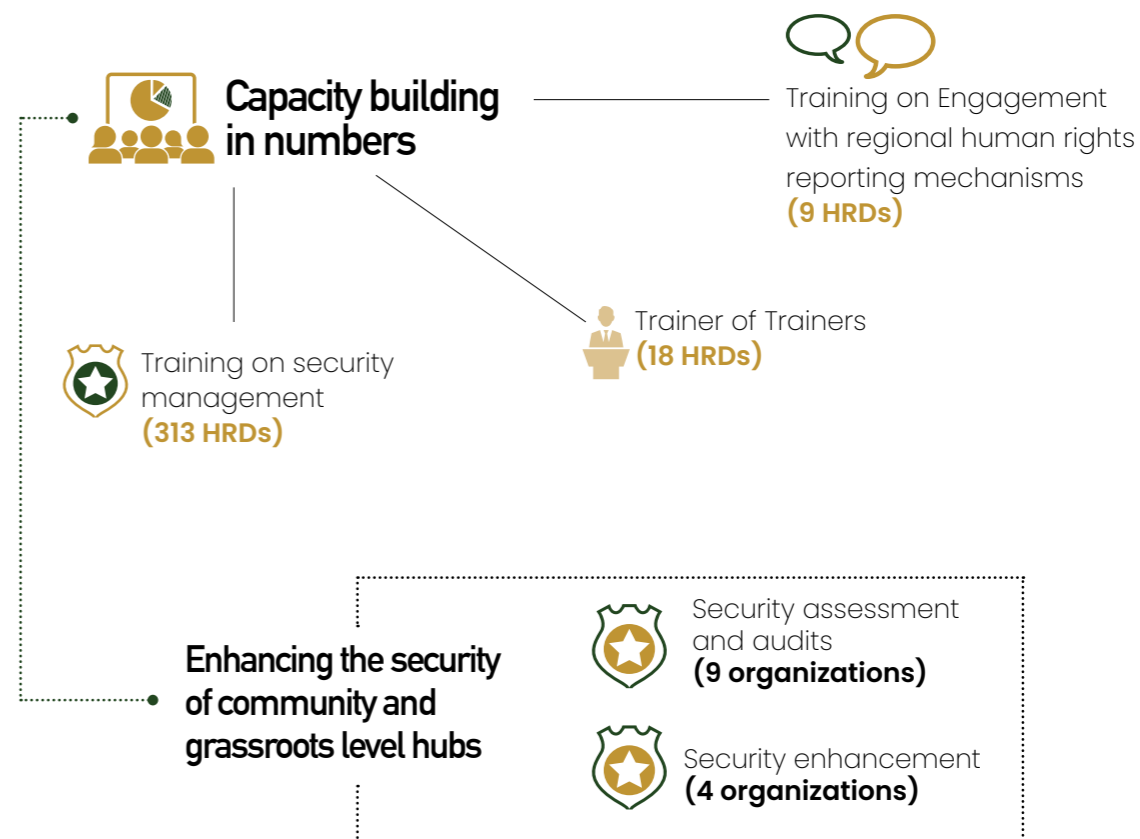 Capacity building
in numbers
Training on Engagement
with regional human rights
reporting mechanisms
(9 HRDs)
Trainer of Trainers
(18 HRDs)
Training on security
management
(313 HRDs)
Enhancing the security
of community and
grassroots level hubs
Security assessment
and audits
(9 organizations)
Security enhancement
(4 organizations)